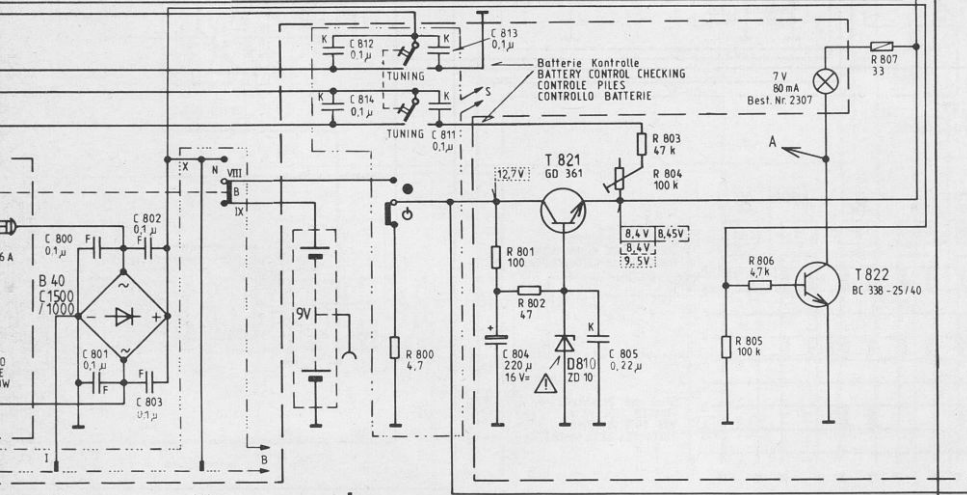 K
C 812
0,1µ
K
C 813
0,1µ
TUNING
Batterie Kontrolle
BATTERY CONTROL CHECKING
CONTROLE PILES
CONTROLLO BATTERIE
7 V
80 mA
Best. Nr. 2307
R 807
33
K
C 814
0,1µ
K
S
TUNING
C 811
0,1µ
R 803
47 k
A
X
N
VIII
B
IX
12,7V
T 821
GD 361
R 804
100 k
C 802
0,1µ
C 800
0,1µ
F
F
6 A
8,4 V
8,45V
8,4V
9,5V
R 801
100
R 806
4,7k
T 822
BC 338 - 25/40
B 40
C1500
/1000
~
-
+
~
R 802
47
9V
+
K
C 804
220 µ
16 V=
D810
ZD 10
C 805
0,22µ
R 805
100 k
R 800
4,7
C 801
0,1µ
F
F
C 803
0,1µ
O
E
W
I
B